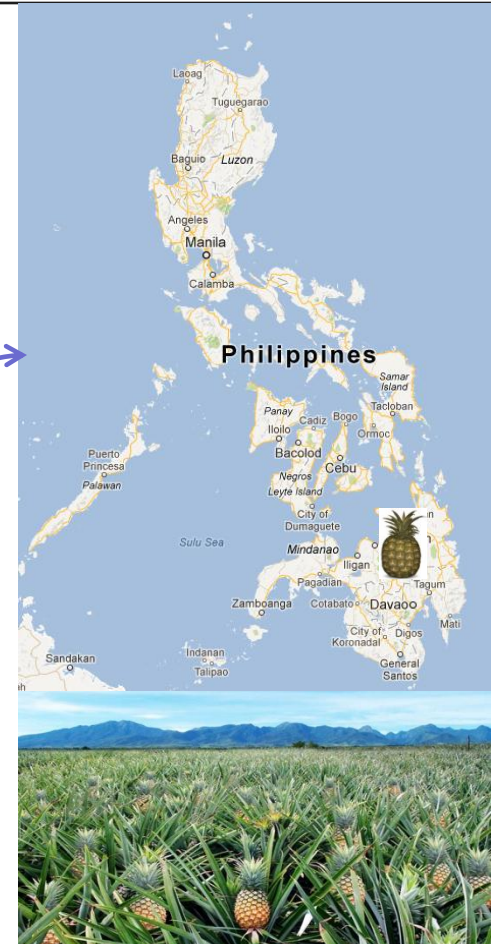 Laoag
Tuguegarao
Baguio
Luzon
Angeles
Manila
Calamba
Philippines
Samar
Island
Panay
Cadiz
Bogo
Tacloban
Iloilo
Ormoc
Bacolod
Cebu
Puerto
Princesa
Palawan
Negros
Leyte Island
City of
Dumaguete
Sulu Sea
Mindanao
Iligan
Pagadian
Tagum
Zamboanga
Cotabato
Davao
Mati
City of
Koronadal
Digos
General
Santos
Indanan
Talipao
Sandakan